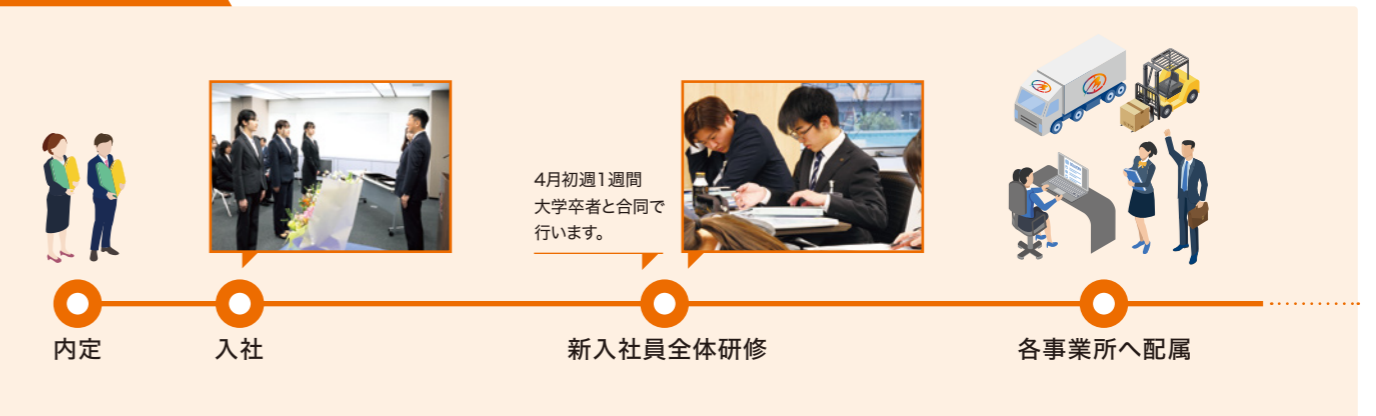 4月初週1週間
大学卒者と合同で
行います。
内定
入社
新入社員全体研修
各事業所へ配属